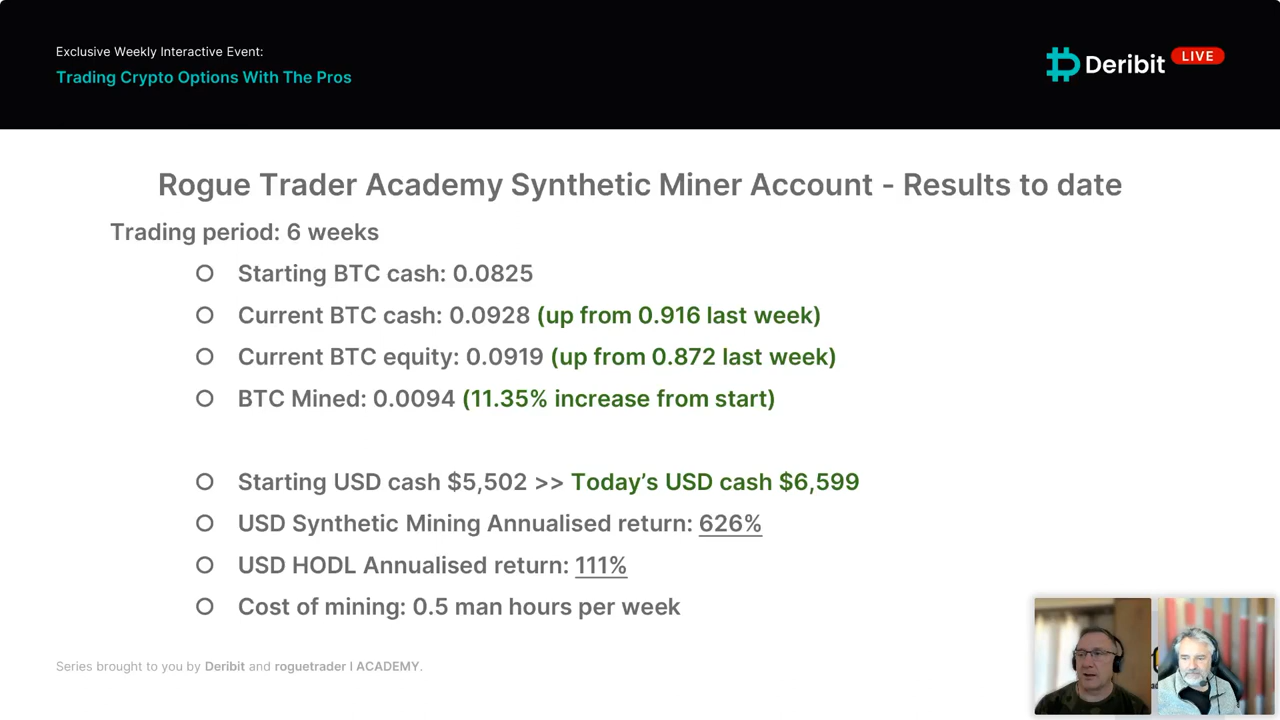 Exclusive Weekly Interactive Event:
Trading Crypto Options With The Pros
Deribit LIVE
Rogue Trader Academy Synthetic Miner Account - Results to date
Trading period: 6 weeks
Starting BTC cash: 0.0825
Current BTC cash: 0.0928 (up from 0.916 last week)
Current BTC equity: 0.0919 (up from 0.872 last week)
BTC Mined: 0.0094 (11.35% increase from start)
Starting USD cash $5,502 >> Today’s USD cash $6,599
USD Synthetic Mining Annualised return: 626%
USD HODL Annualised return: 111%
Cost of mining: 0.5 man hours per week
Series brought to you by Deribit and roguetrader I ACADEMY.